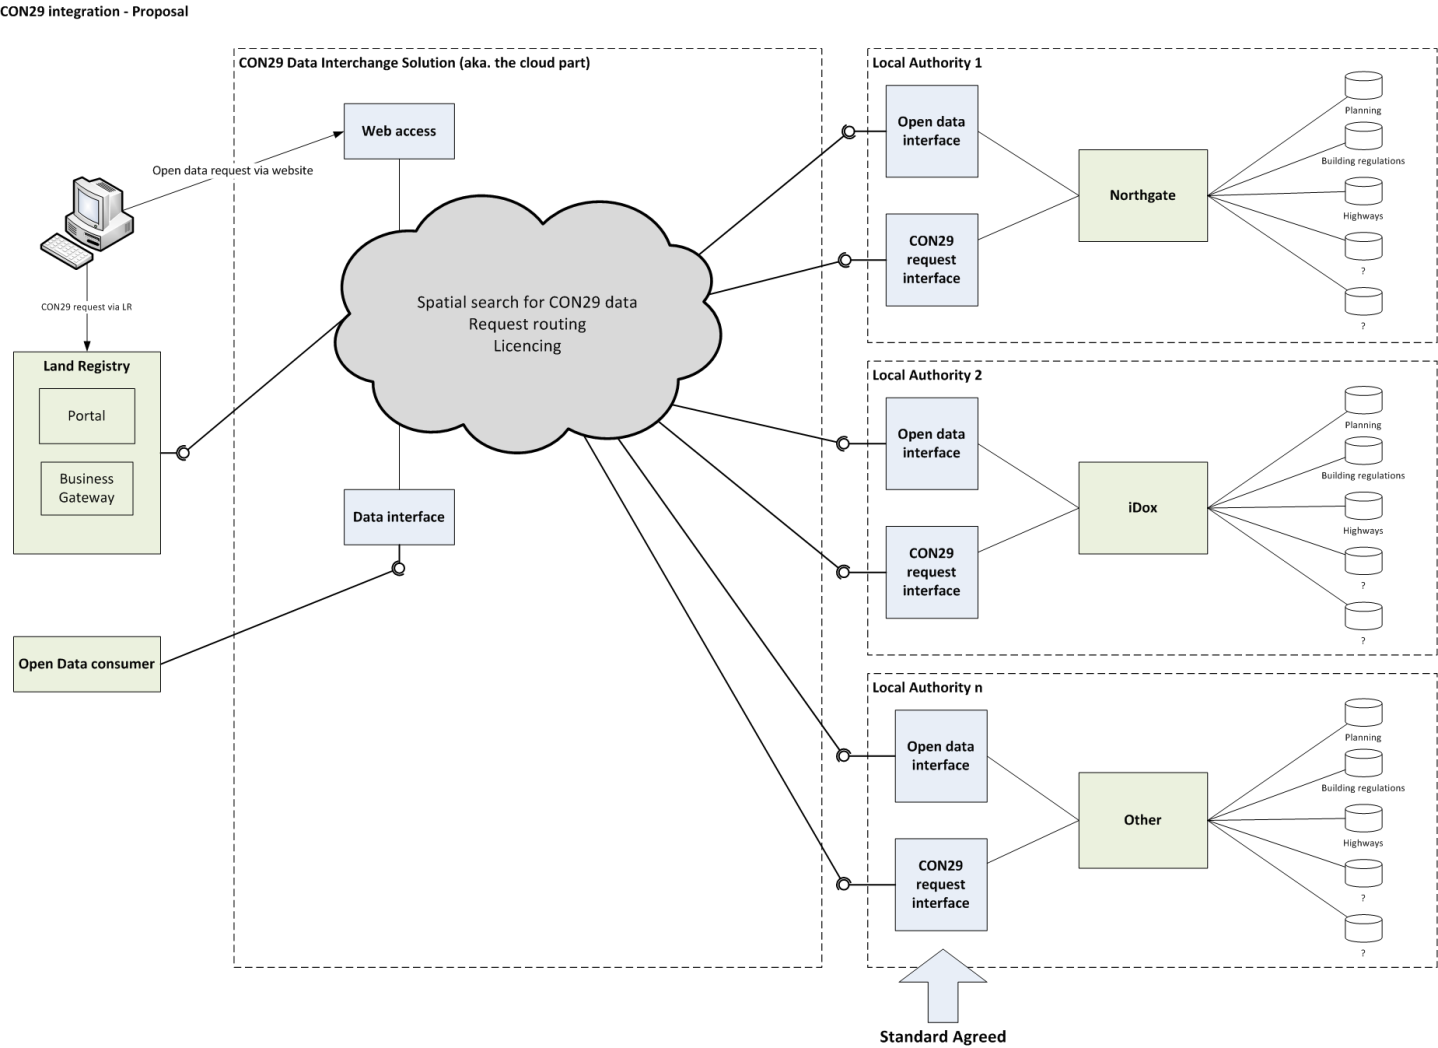 CON29 integration - Proposal
CON29 Data Interchange Solution (aka. the cloud part)
Web access
Open data request via website
CON29 request via LR
Land Registry
Portal
Business
Gateway
Spatial search for CON29 data
Request routing
Licencing
Data interface
Open Data consumer
Local Authority 1
Open data
interface
CON29
request
interface
Northgate
Planning
Building regulations
Highways
?
?
Local Authority 2
Open data
interface
CON29
request
interface
iDox
Planning
Building regulations
Highways
?
?
Local Authority n
Open data
interface
CON29
request
interface
Other
Planning
Building regulations
Highways
?
?
Standard Agreed